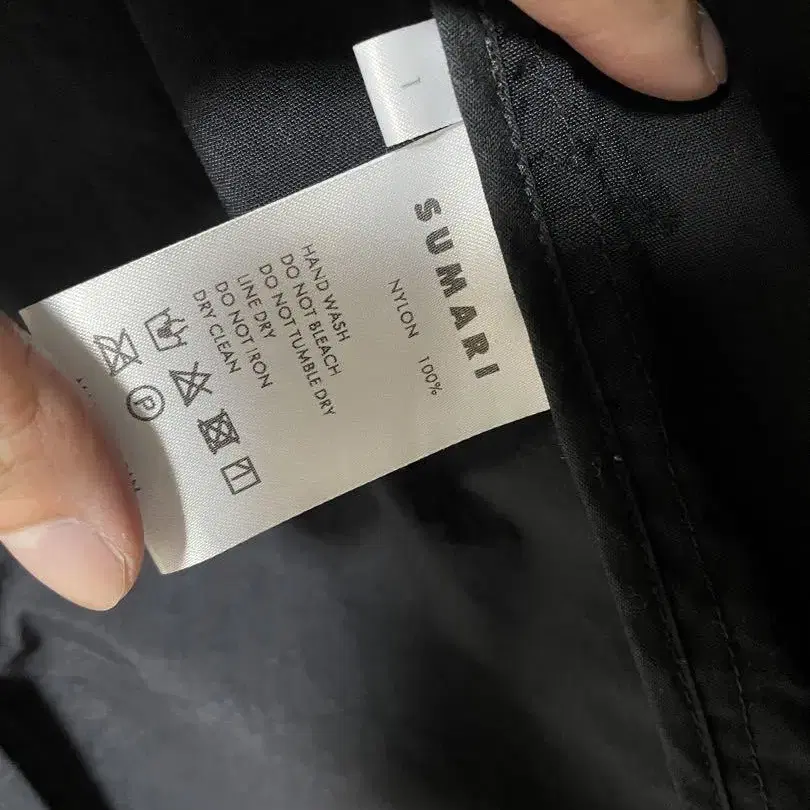 1
SUMARI
NYLON 100%
HAND WASH
DO NOT BLEACH
DO NOT TUMBLE DRY
LINE DRY
DO NOT IRON
DRY CLEAN
P